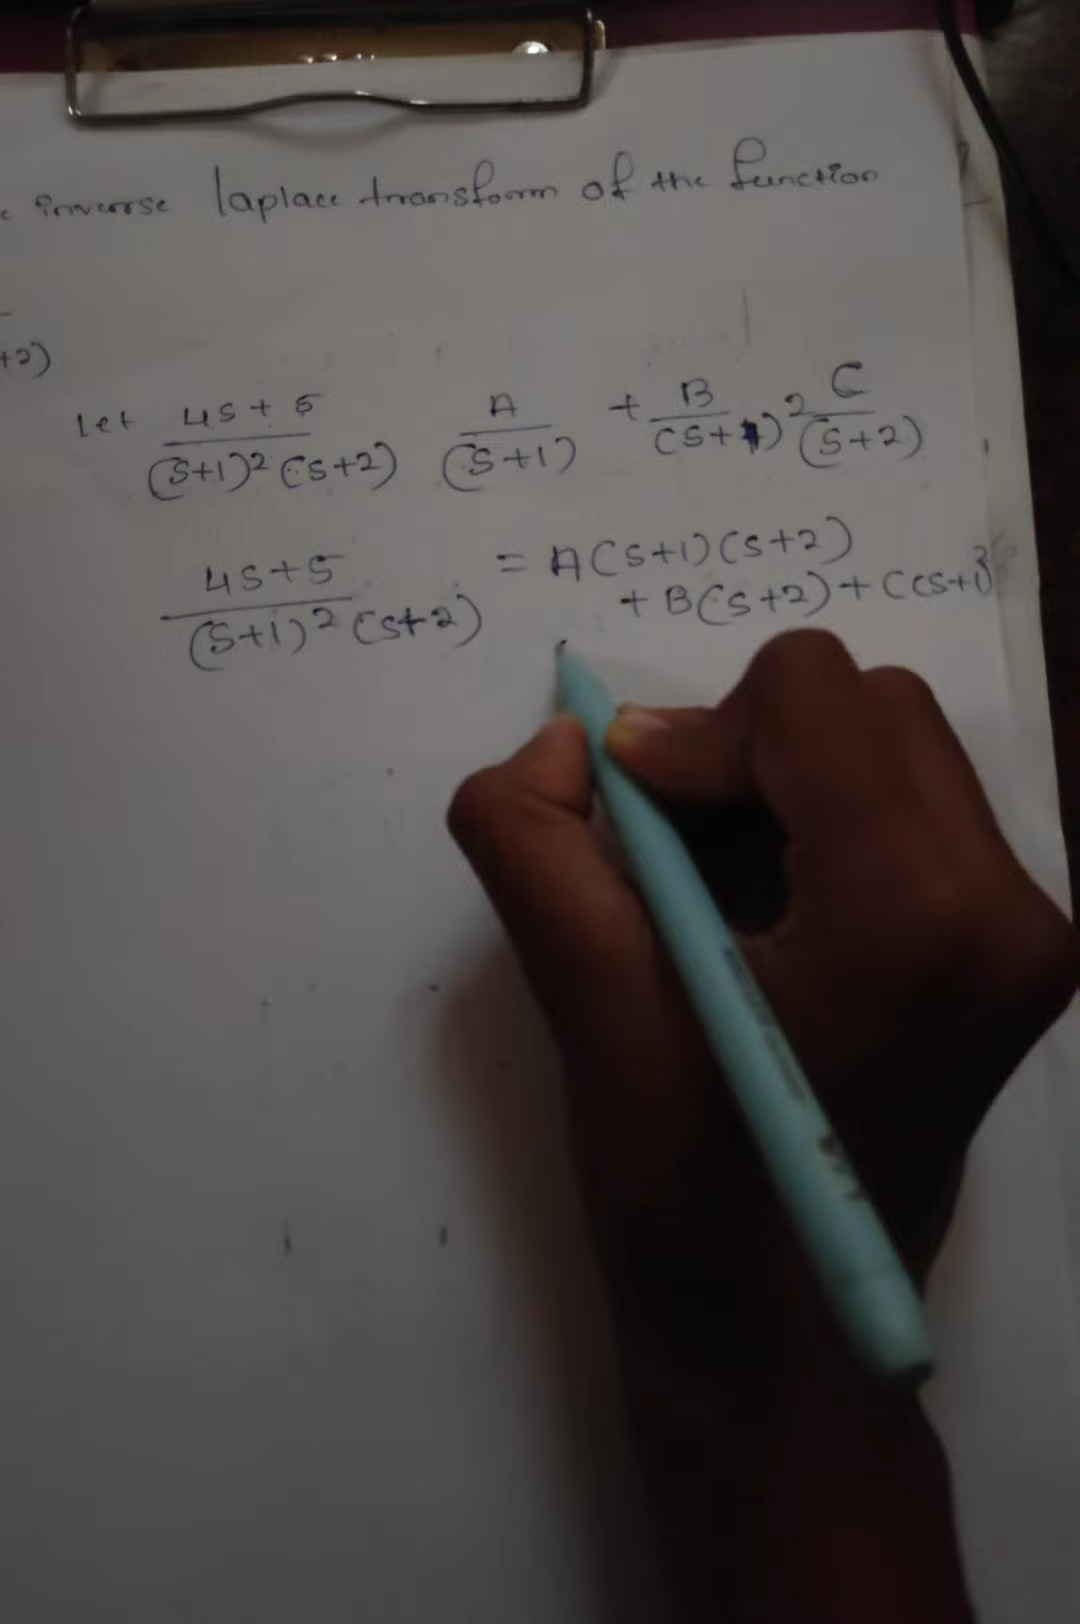 inverse laplace transform of the function
+2)
Let 4s+5 / (s+1)² (s+2) A / (s+1) + B / (s+1)² C / (s+2)
4s+5 / (s+1)² (s+2) = A(s+1)(s+2)
+ B(s+2) + C(s+1)²